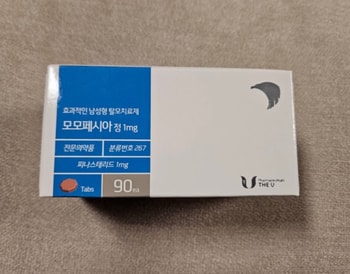 효과적인 남성형 탈모치료제
모모페시아 정 1mg
전문의약품 분류번호 267
피나스테리드 1mg
Tabs 90
THE U